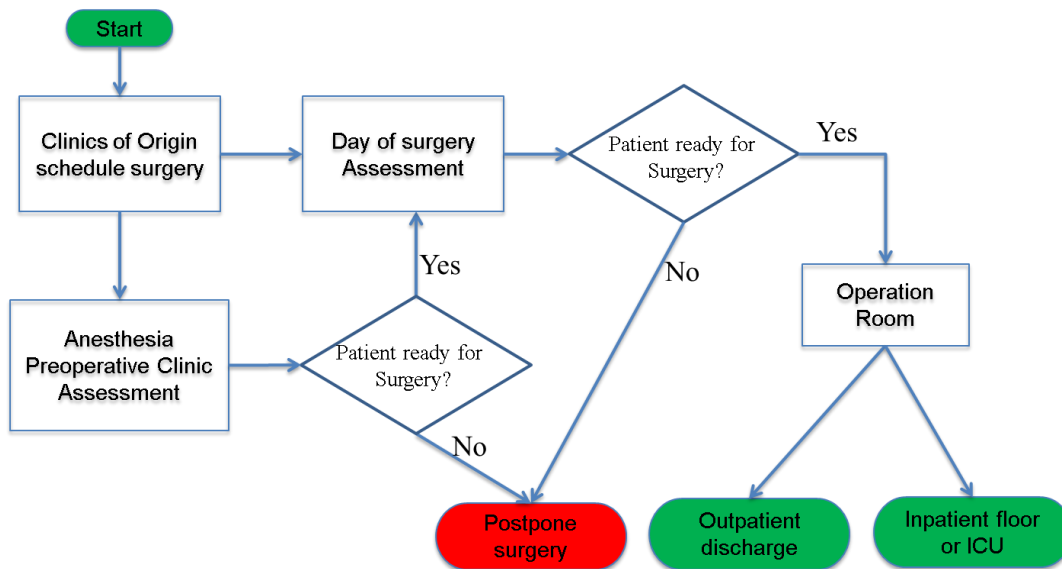 Start
Clinics of Origin
schedule surgery
Day of surgery
Assessment
Patient ready for
Surgery?
Yes
No
Yes
Operation
Room
Anesthesia
Preoperative Clinic
Assessment
Patient ready for
Surgery?
No
Postpone
surgery
Outpatient
discharge
Inpatient floor
or ICU